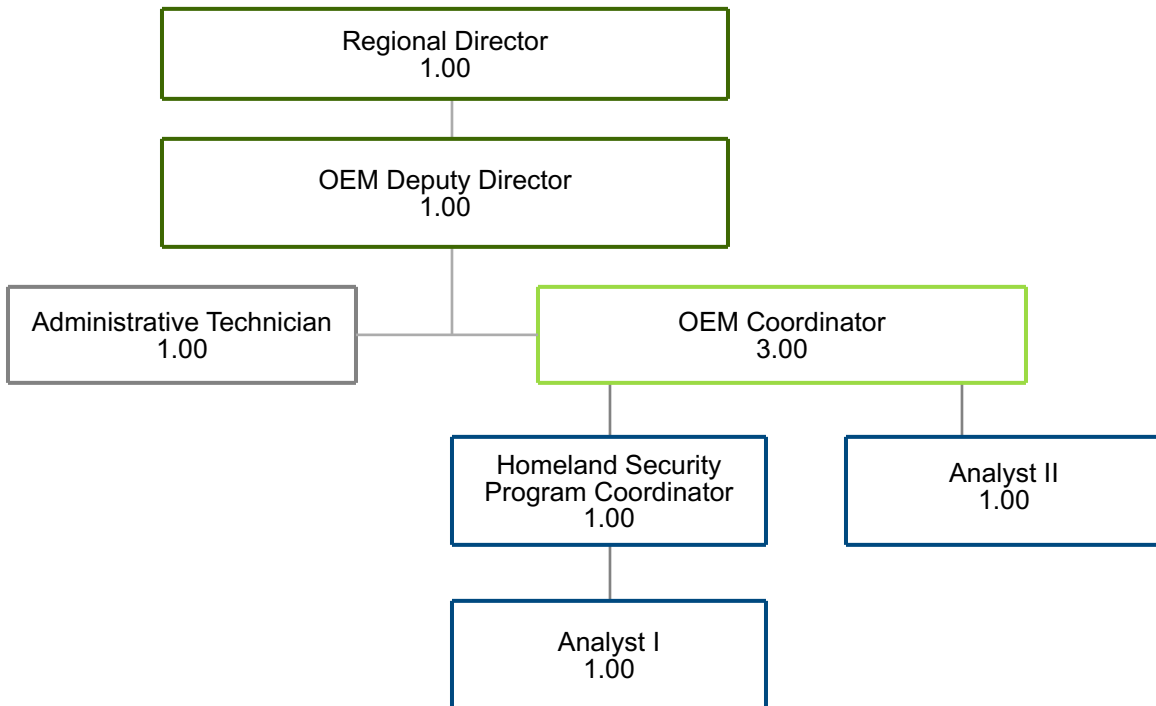 Regional Director
1.00
OEM Deputy Director
1.00
Administrative Technician
1.00
OEM Coordinator
3.00
Homeland Security
Program Coordinator
1.00
Analyst II
1.00
Analyst I
1.00